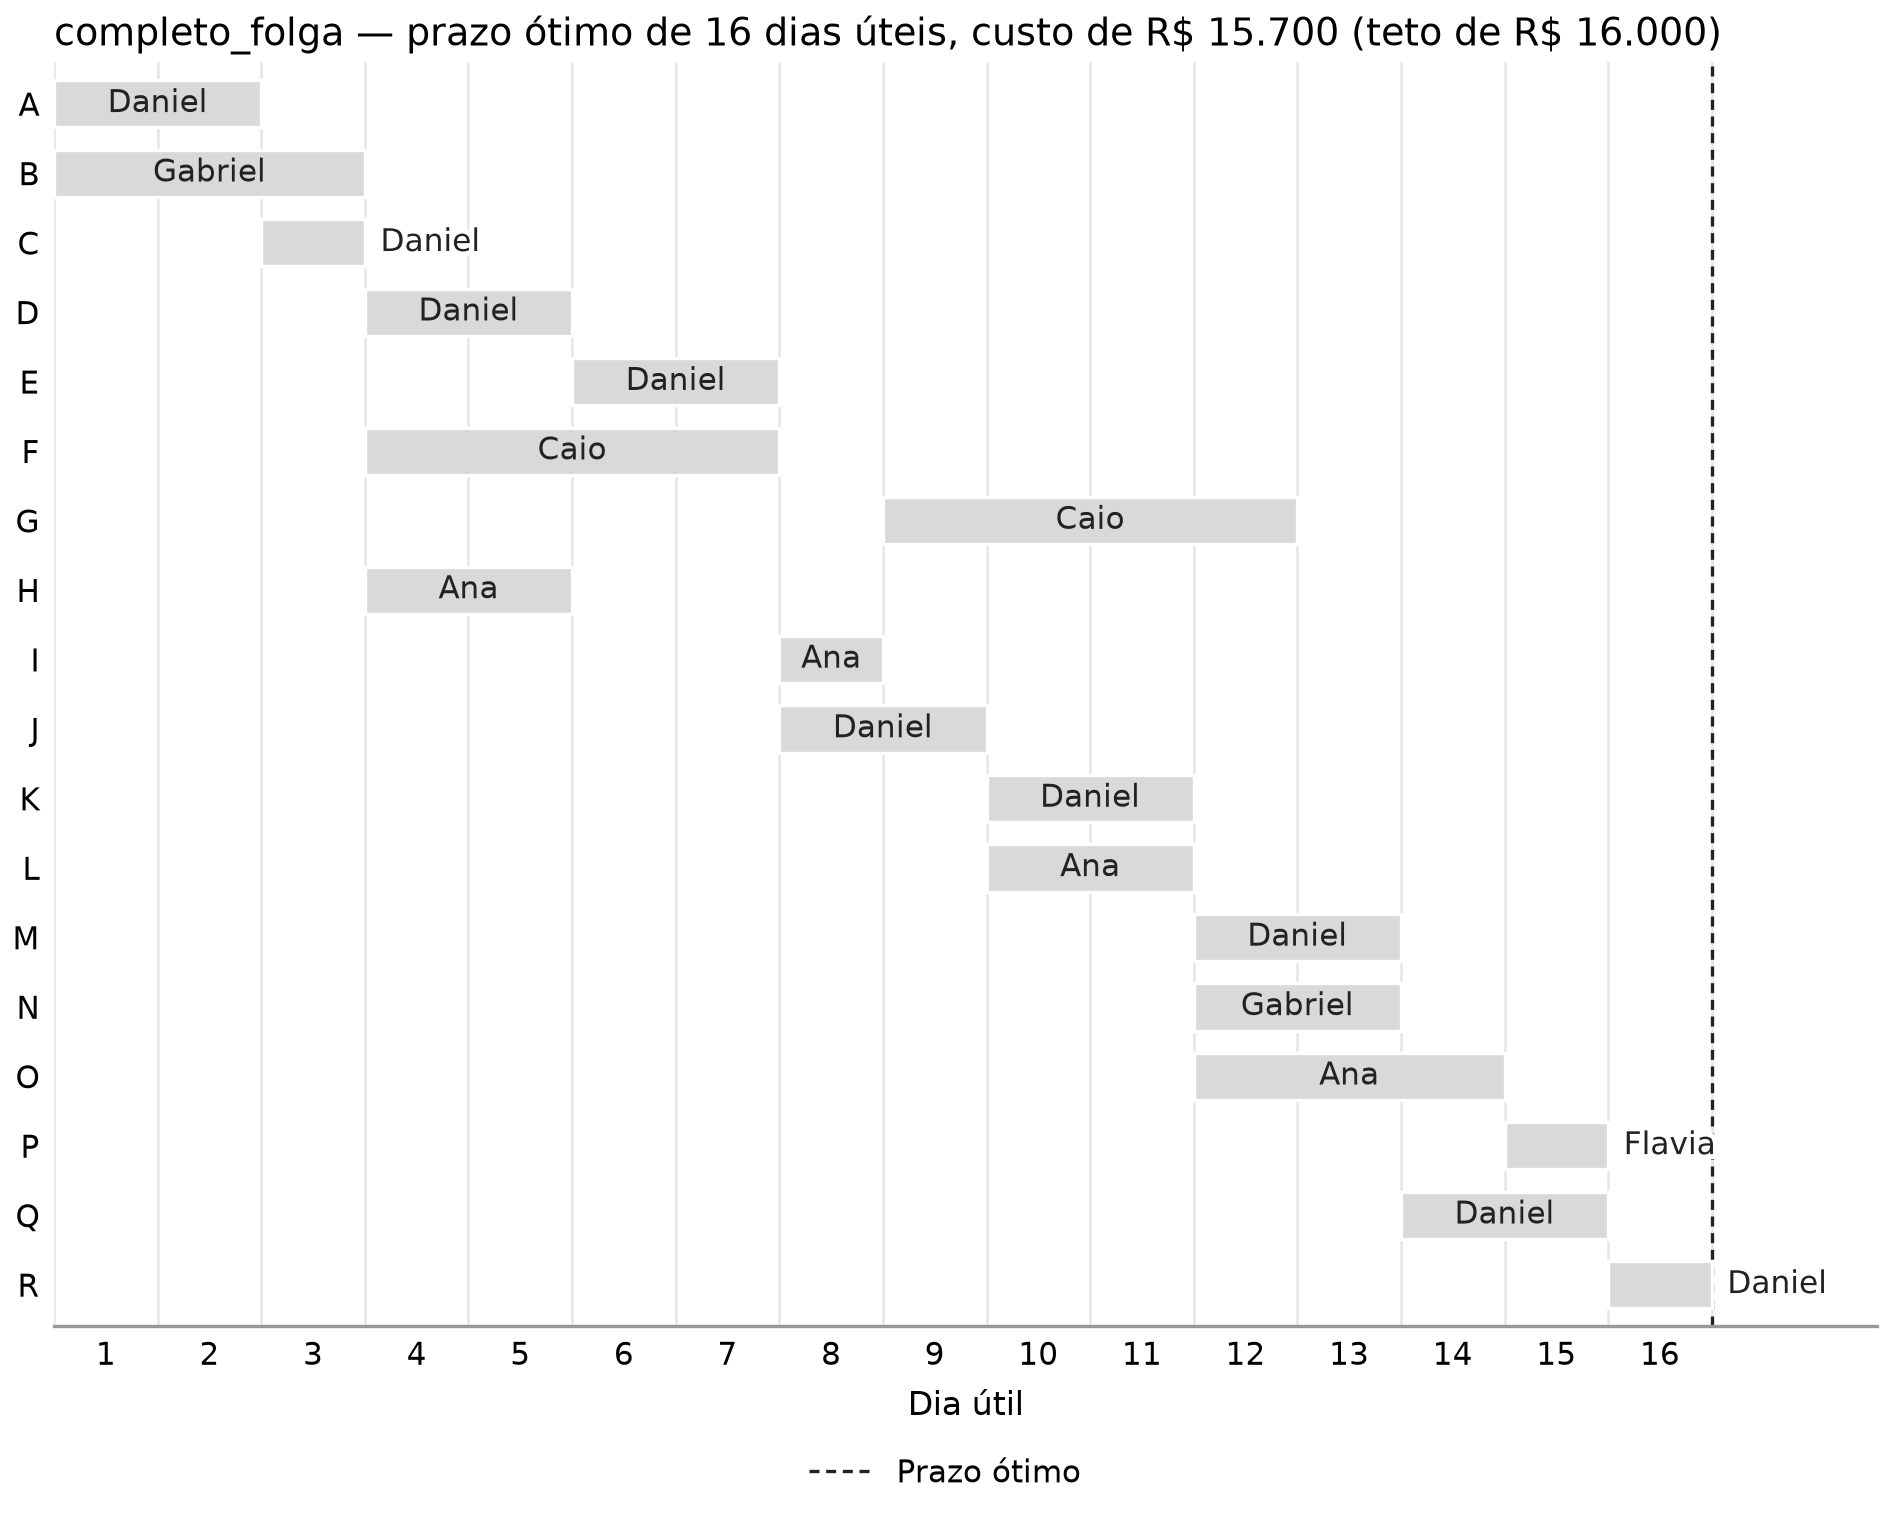 completo_folga — prazo ótimo de 16 dias úteis, custo de R$ 15.700 (teto de R$ 16.000)
A Daniel
B Gabriel
C Daniel
D Daniel
E Daniel
F Caio
G Caio
H Ana
I Ana
J Daniel
K Daniel
L Ana
M Daniel
N Gabriel
O Ana
P Flavia
Q Daniel
R Daniel
1 2 3 4 5 6 7 8 9 10 11 12 13 14 15 16
Dia útil
Prazo ótimo